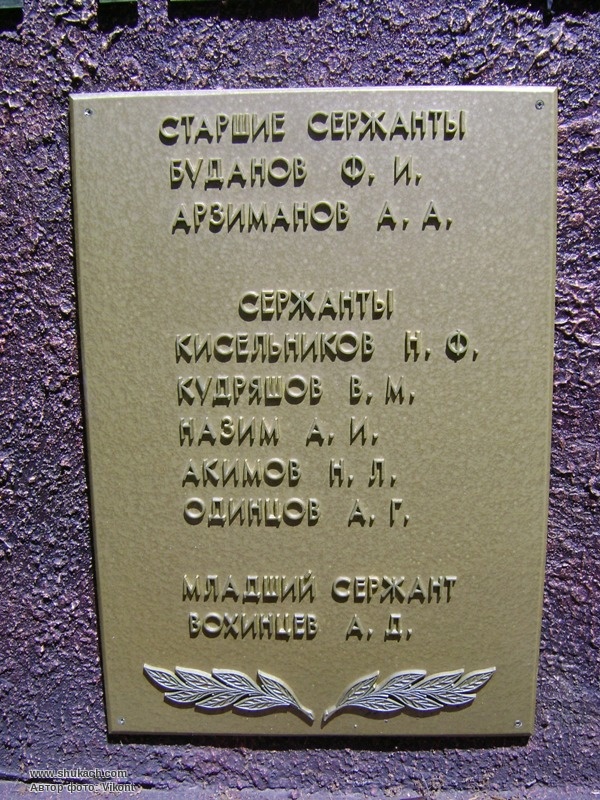 СТАРШИЕ СЕРЖАНТЫ
БУДАНОВ Ф. И.
АРЗИМАНОВ А. А.
СЕРЖАНТЫ
КИСЕЛЬНИКОВ Н. Ф.
КУДРЯШОВ В. М.
НАЗИМ А. И.
АКИМОВ Н. Л.
ОДИНЦОВ А. Г.
МЛАДШИЙ СЕРЖАНТ
ВОХИНЦЕВ А. Д.
www.shukach.com
Автор фото: Vikont